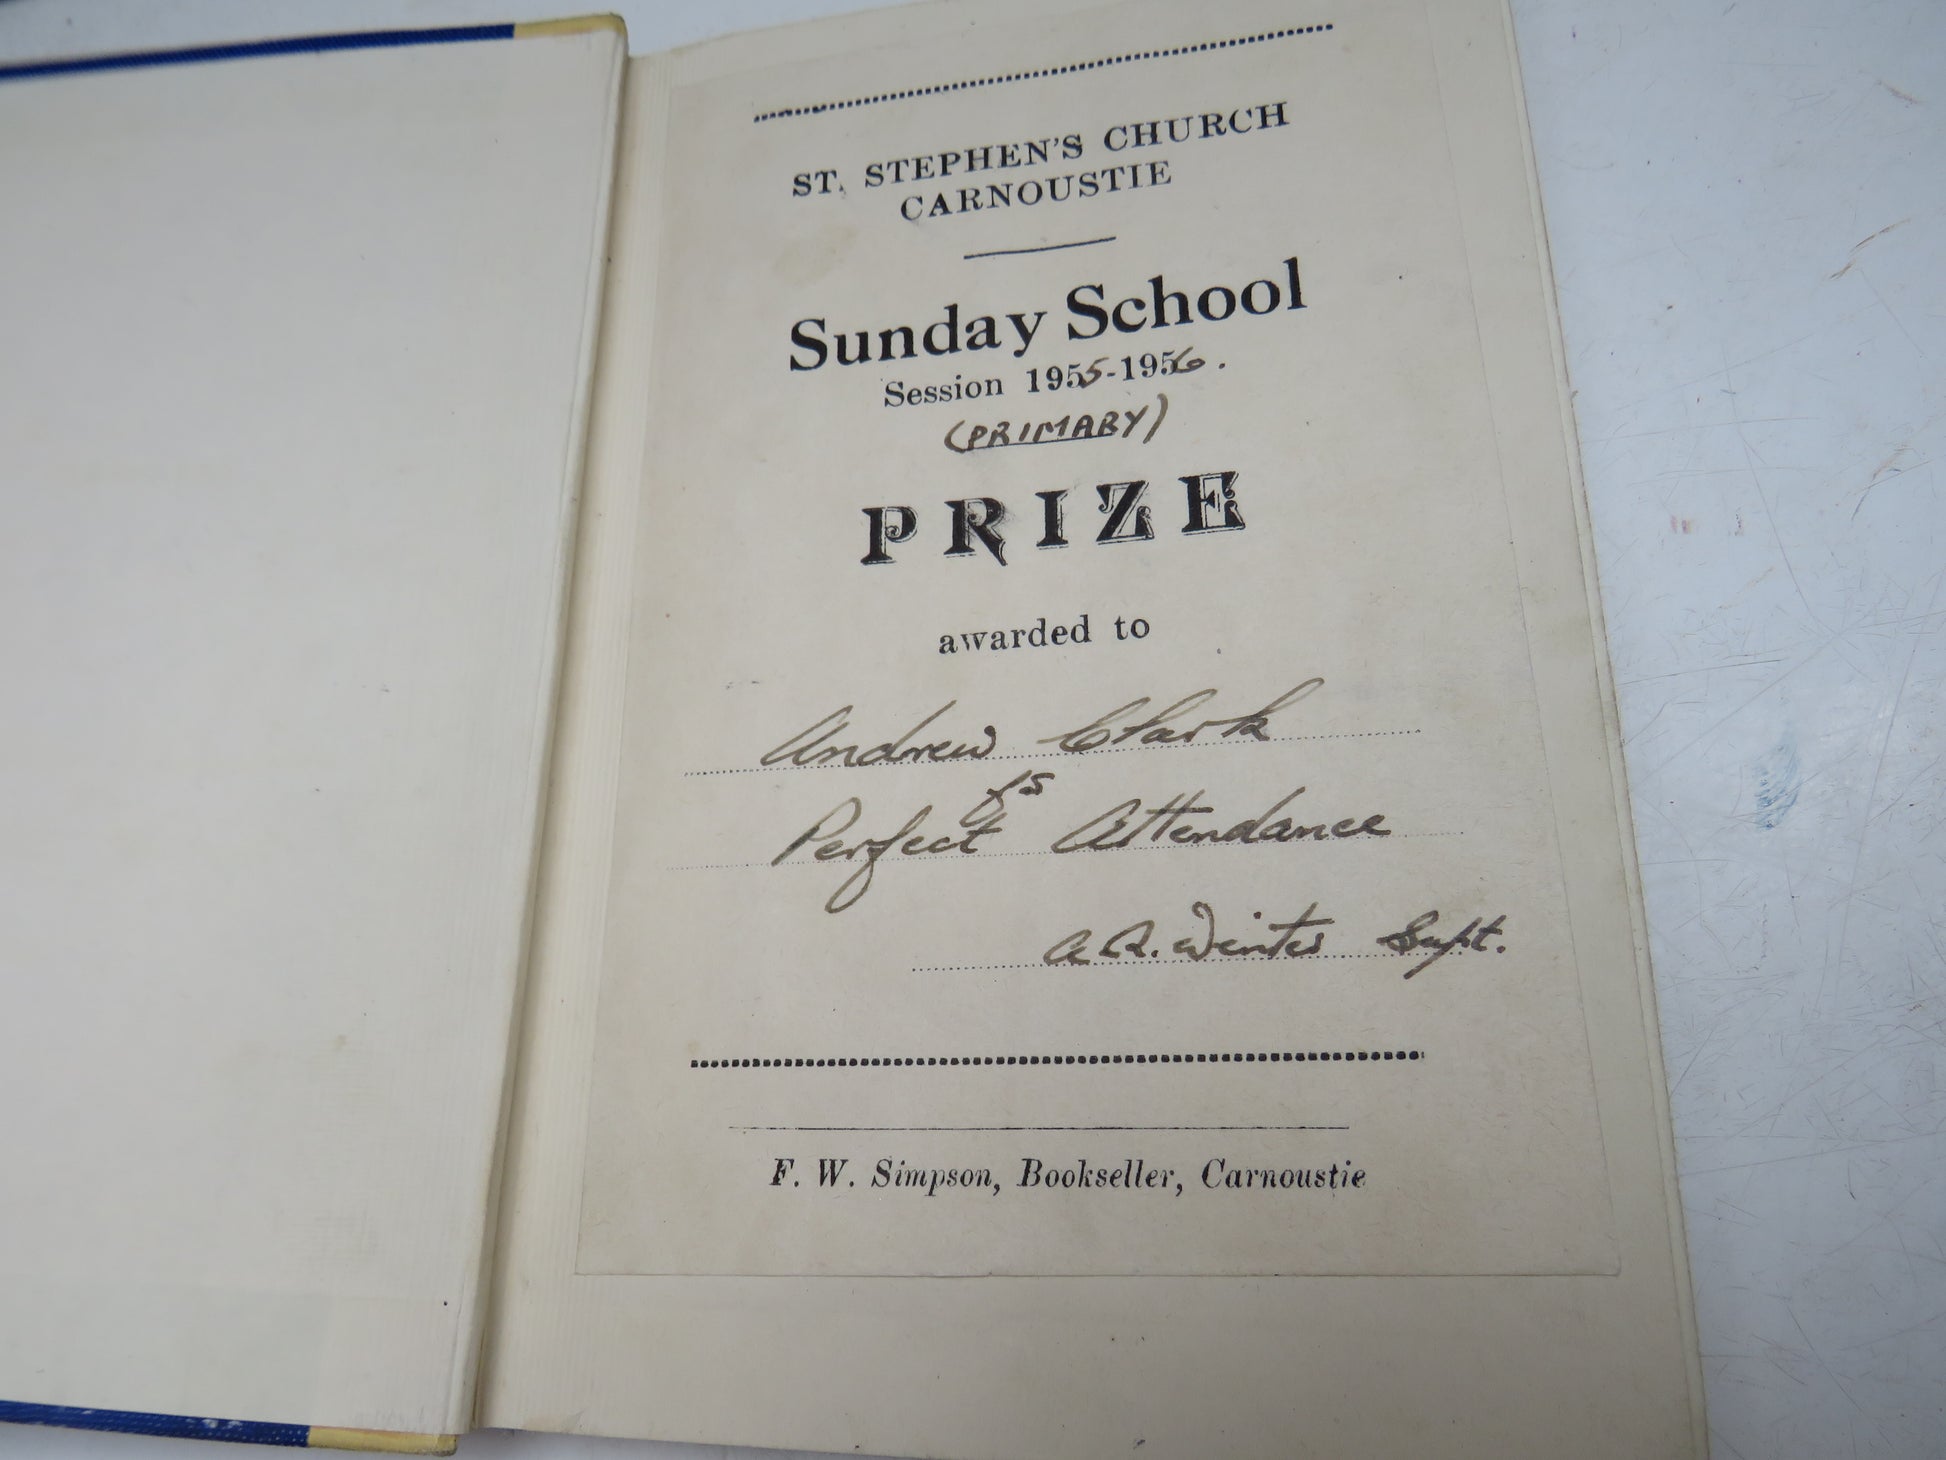 ST. STEPHEN'S CHURCH
CARNOUSTIE
Sunday School
Session 1955-1956.
(PRIMARY)
PRIZE
awarded to
Andrew Clark
for
Perfect Attendance
A. R. Winter Supt.
F. W. Simpson, Bookseller, Carnoustie